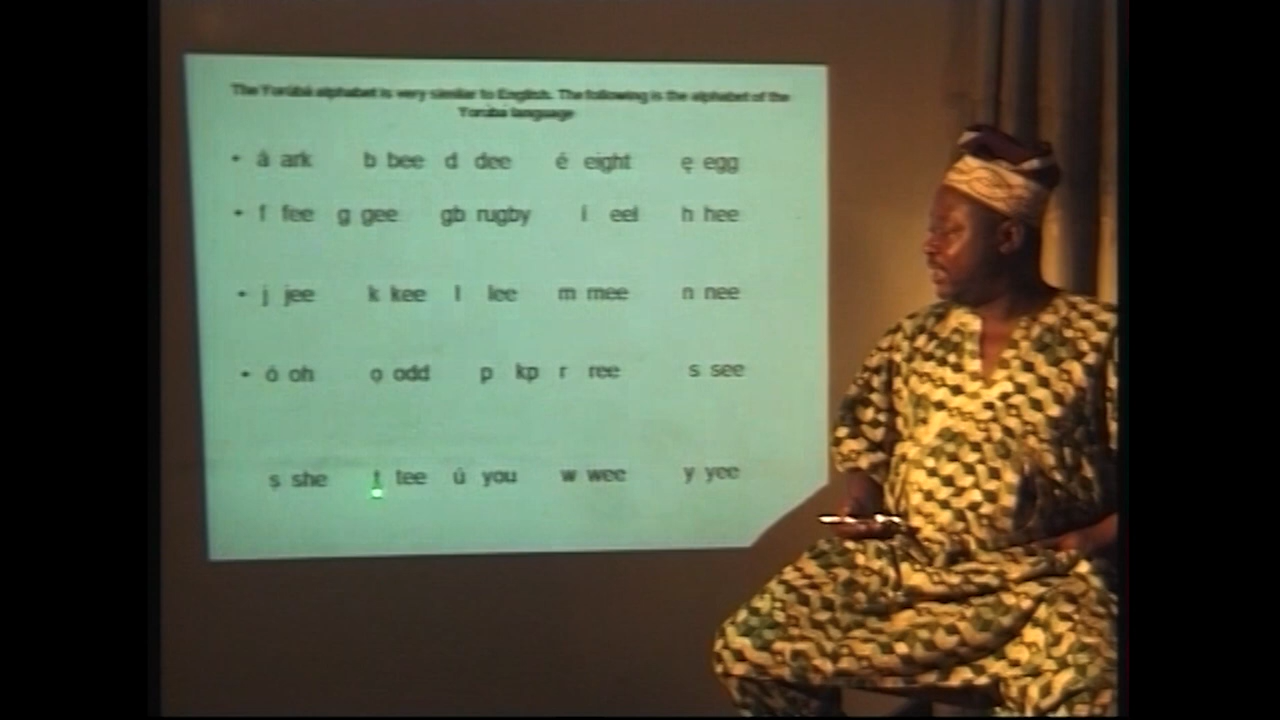 The Yorùbá alphabet is very similar to English. The following is the alphabet of the
Yoruba language
• á ark b bee d dee é eight ẹ egg
• f fee g gee gb rugby í eel h hee
• j jee k kee l lee m mee n nee
• ó oh ọ odd p kp r ree s see
ṣ she t tee ú you w wee y yee